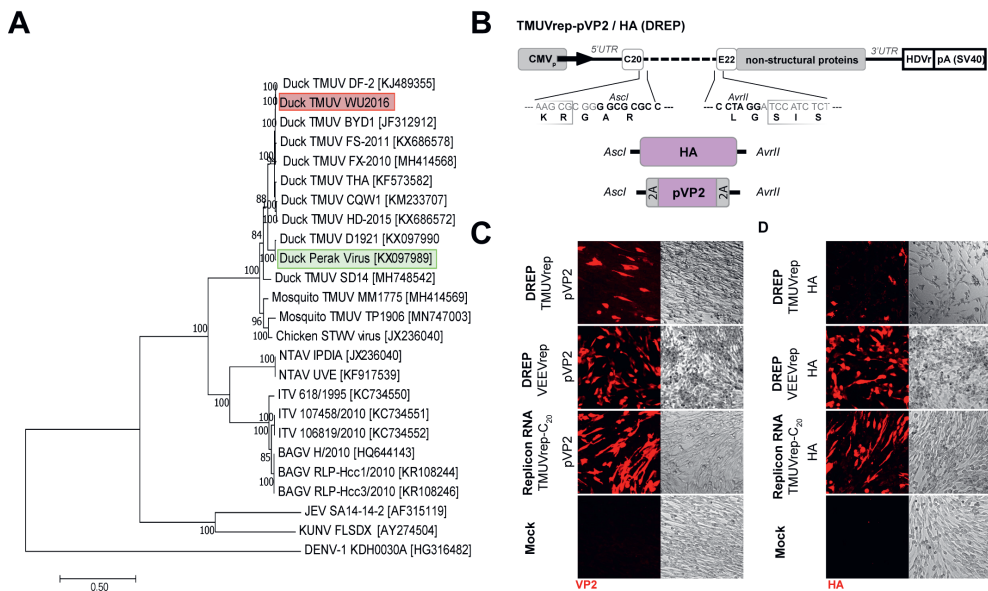 A
Duck TMUV DF-2 [KJ489355]
Duck TMUV WU2016
Duck TMUV BYD1 [JF312912]
Duck TMUV FS-2011 [KX686578]
Duck TMUV FX-2010 [MH414568]
Duck TMUV THA [KF573582]
Duck TMUV CQW1 [KM233707]
Duck TMUV HD-2015 [KX686572]
Duck TMUV D1921 [KX097990
Duck Perak Virus [KX097989]
Duck TMUV SD14 [MH748542]
Mosquito TMUV MM1775 [MH414569]
Mosquito TMUV TP1906 [MN747003]
Chicken STWV virus [JX236040]
NTAV IPDIA [JX236040]
NTAV UVE [KF917539]
ITV 618/1995 [KC734550]
ITV 107458/2010 [KC734551]
ITV 106819/2010 [KC734552]
BAGV H/2010 [HQ644143]
BAGV RLP-Hcc1/2010 [KR108244]
BAGV RLP-Hcc3/2010 [KR108246]
JEV SA14-14-2 [AF315119]
KUNV FLSDX [AY274504]
DENV-1 KDH0030A [HG316482]
100
100
100
100
88
100
84
100
96
100
100
100
100
100
85
100
100
0.50
B
TMUVrep-pVP2 / HA (DREP)
5'UTR
3'UTR
CMVp
C20
E22
non-structural proteins
HDVr
pA (SV40)
AscI
AvrII
--- AAG CG CGG GG CGC GCC ---
--- C CTAGG ATCC ATC TCT ---
K R G A R
L G S I S
AscI
HA
AvrII
AscI
2A
pVP2
2A
AvrII
C
DREP
TMUVrep
pVP2
DREP
VEEVrep
pVP2
Replicon RNA
TMUVrep-C20
pVP2
Mock
VP2
D
DREP
TMUVrep
HA
DREP
VEEVrep
HA
Replicon RNA
TMUVrep-C20
HA
Mock
HA